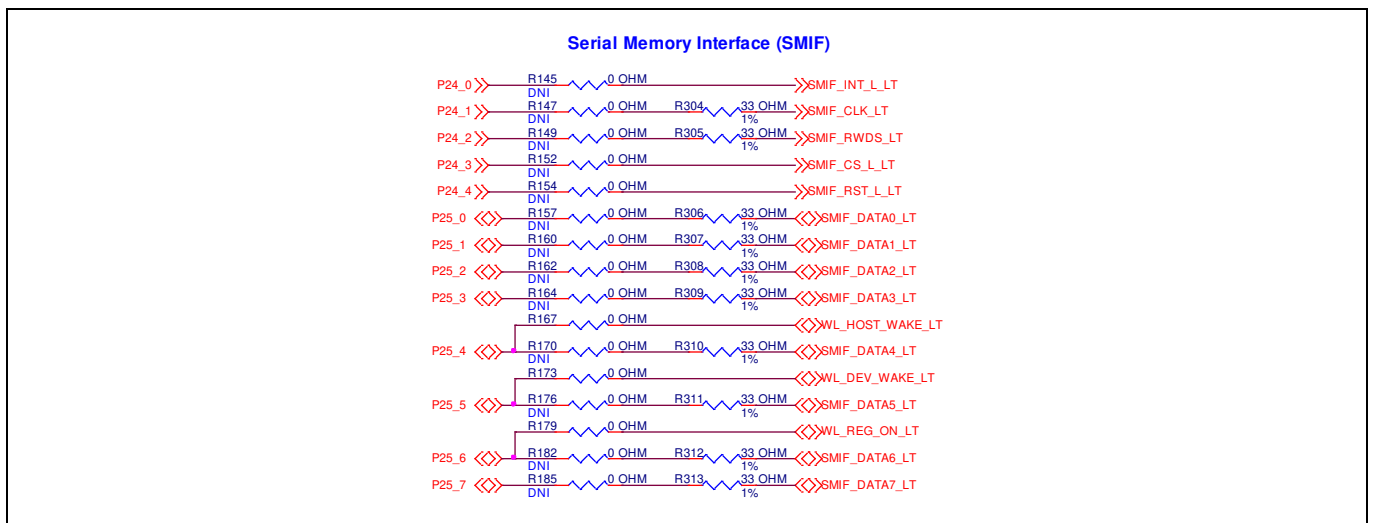 Serial Memory Interface (SMIF)
P24_0 R145 0 OHM SMIF_INT_L_LT
DNI
P24_1 R147 0 OHM R304 33 OHM SMIF_CLK_LT
DNI 1%
P24_2 R149 0 OHM R305 33 OHM SMIF_RWDS_LT
DNI 1%
P24_3 R152 0 OHM SMIF_CS_L_LT
DNI
P24_4 R154 0 OHM SMIF_RST_L_LT
DNI
P25_0 R157 0 OHM R306 33 OHM SMIF_DATA0_LT
DNI 1%
P25_1 R160 0 OHM R307 33 OHM SMIF_DATA1_LT
DNI 1%
P25_2 R162 0 OHM R308 33 OHM SMIF_DATA2_LT
DNI 1%
P25_3 R164 0 OHM R309 33 OHM SMIF_DATA3_LT
DNI 1%
R167 0 OHM WL_HOST_WAKE_LT
P25_4 R170 0 OHM R310 33 OHM SMIF_DATA4_LT
DNI 1%
R173 0 OHM WL_DEV_WAKE_LT
P25_5 R176 0 OHM R311 33 OHM SMIF_DATA5_LT
DNI 1%
R179 0 OHM WL_REG_ON_LT
P25_6 R182 0 OHM R312 33 OHM SMIF_DATA6_LT
DNI 1%
P25_7 R185 0 OHM R313 33 OHM SMIF_DATA7_LT
DNI 1%